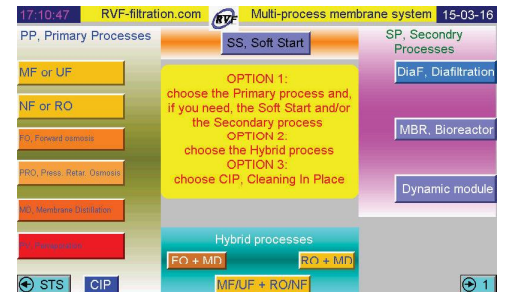 17:10:47 RVF-filtration.com RVF Multi-process membrane system 15-03-16
PP, Primary Processes
SS, Soft Start
SP, Secondry
Processes
MF or UF
NF or RO
FO, Forward osmosis
PRO, Press. Retar. Osmosis
MD, Membrane Distillation
OPTION 1:
choose the Primary process and,
if you need, the Soft Start and/or
the Secondary process
OPTION 2:
choose the Hybrid process
OPTION 3:
choose CIP, Cleaning In Place
DiaF, Diafiltration
MBR, Bioreactor
Dynamic module
Hybrid processes
FO + MD
RO + MD
MF/UF + RO/NF
STS
CIP
1